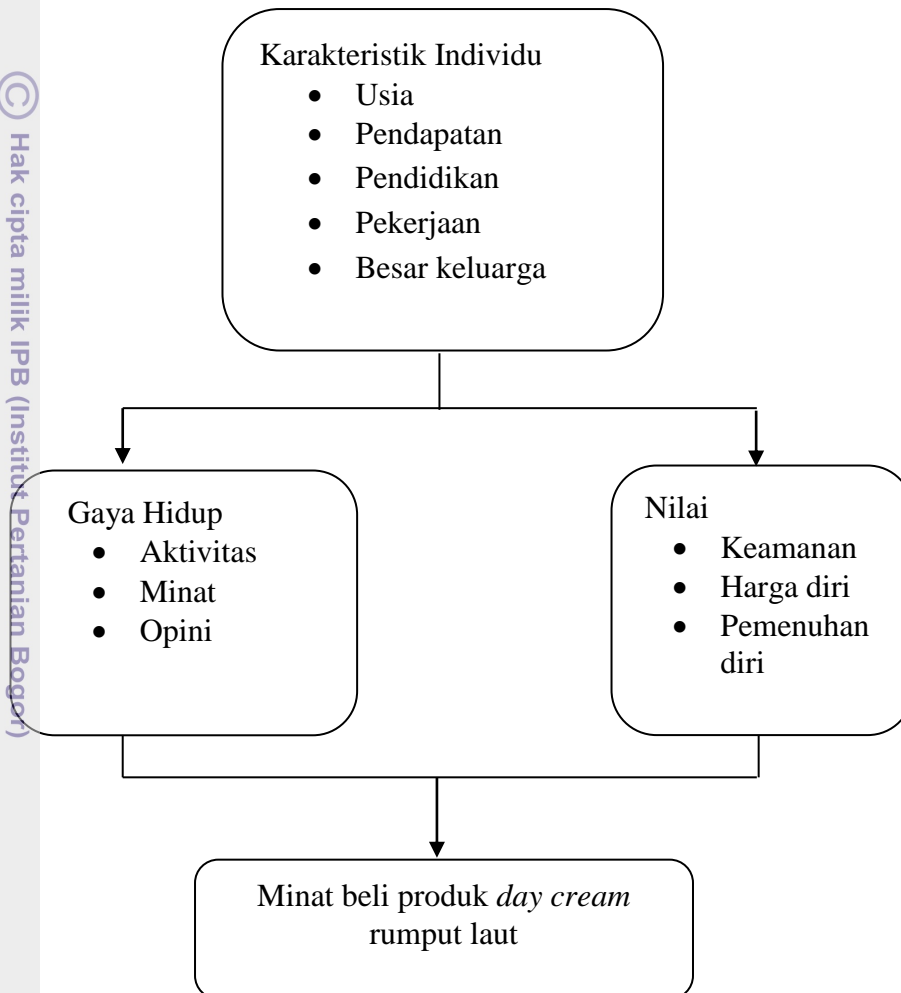 Karakteristik Individu
• Usia
• Pendapatan
• Pendidikan
• Pekerjaan
• Besar keluarga
Gaya Hidup
• Aktivitas
• Minat
• Opini
Nilai
• Keamanan
• Harga diri
• Pemenuhan
diri
Minat beli produk day cream
rumput laut
© Hak cipta milik IPB (Institut Pertanian Bogor)